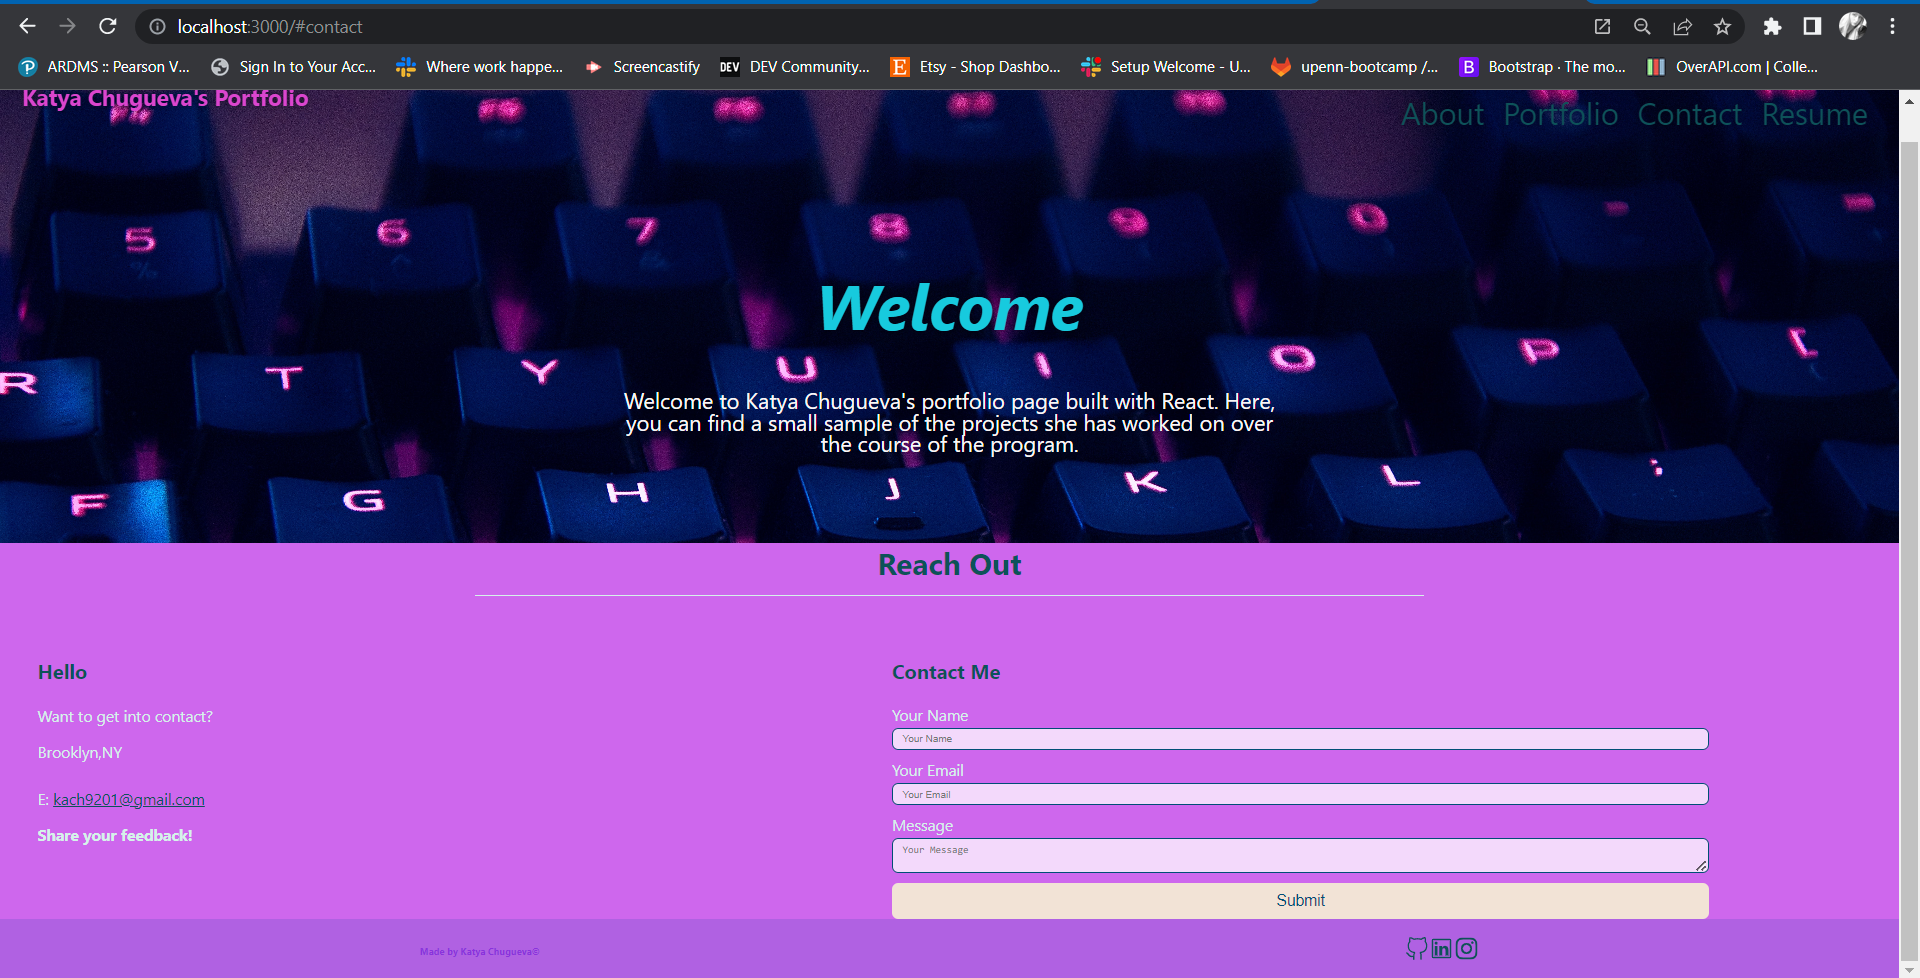 localhost:3000/#contact
ARDMS :: Pearson V...
Sign In to Your Acc...
Where work happe...
Screencastify
DEV
DEV Community...
E
Etsy - Shop Dashbo...
Setup Welcome - U...
upenn-bootcamp /...
B
Bootstrap · The mo...
OverAPI.com | Colle...
Katya Chugueva's Portfolio
About Portfolio Contact Resume
5 6 7 8 9 0
Welcome
R T Y U I O P [
Welcome to Katya Chugueva's portfolio page built with React. Here,
you can find a small sample of the projects she has worked on over
the course of the program.
F G H J K L ;
Reach Out
Hello
Want to get into contact?
Brooklyn,NY
E: kach9201@gmail.com
Share your feedback!
Contact Me
Your Name
Your Name
Your Email
Your Email
Message
Your Message
Submit
Made by Katya Chugueva©
in